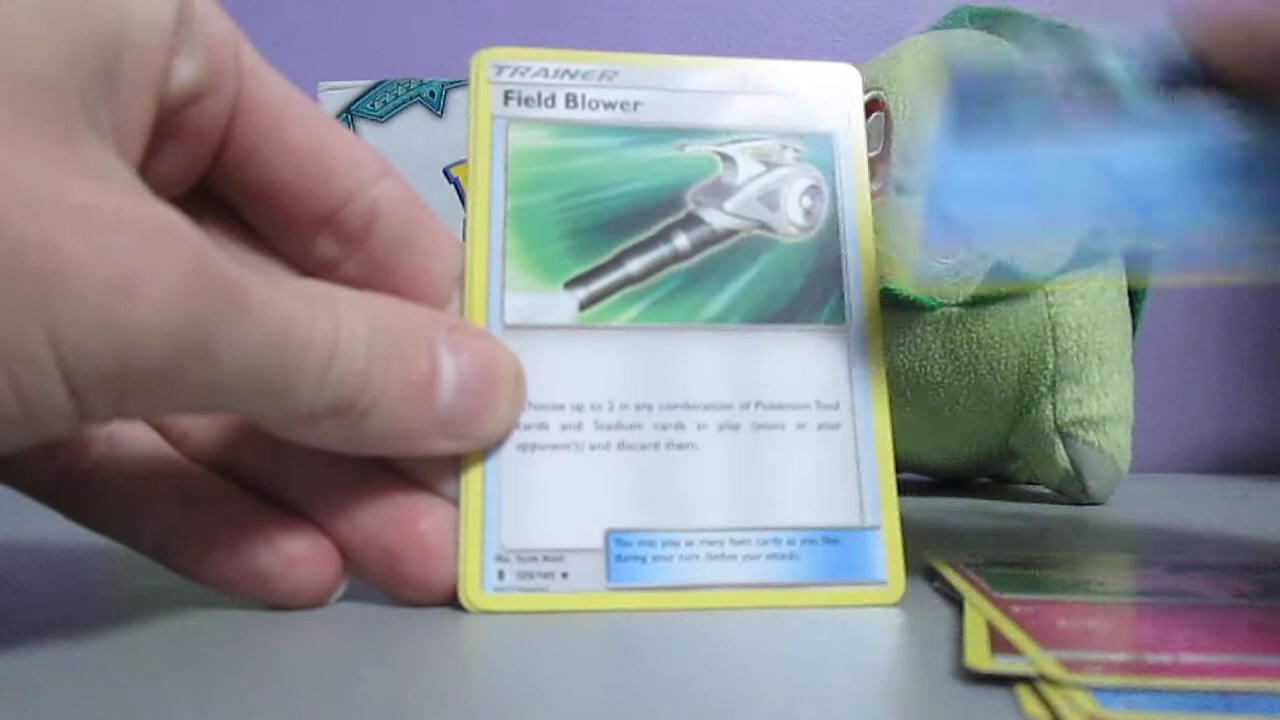 TRAINER
Field Blower
Choose up to 2 in any combination of Pokémon Tool
cards and Stadium cards in play (yours or your
opponent's) and discard them.
You may play as many Item cards as you like
during your turn (before your attack).
125/145